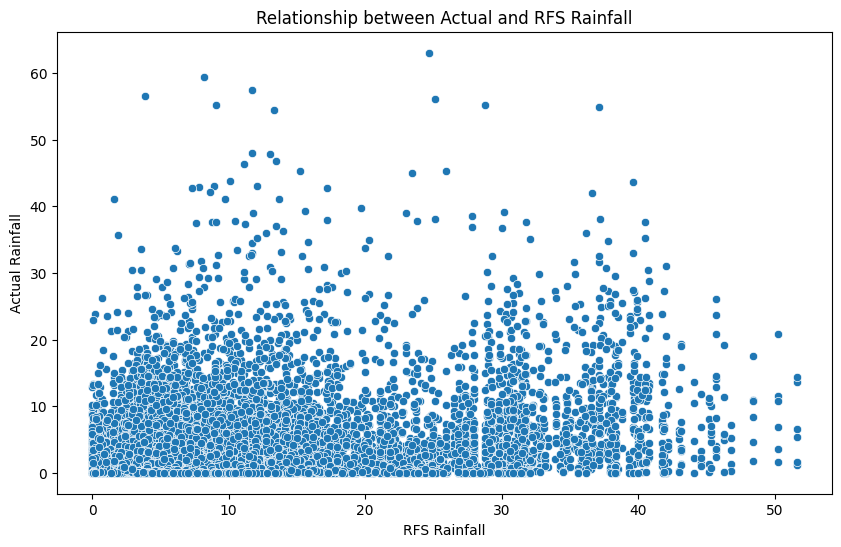 Relationship between Actual and RFS Rainfall
60
50
40
30
20
10
0
Actual Rainfall
0 10 20 30 40 50
RFS Rainfall